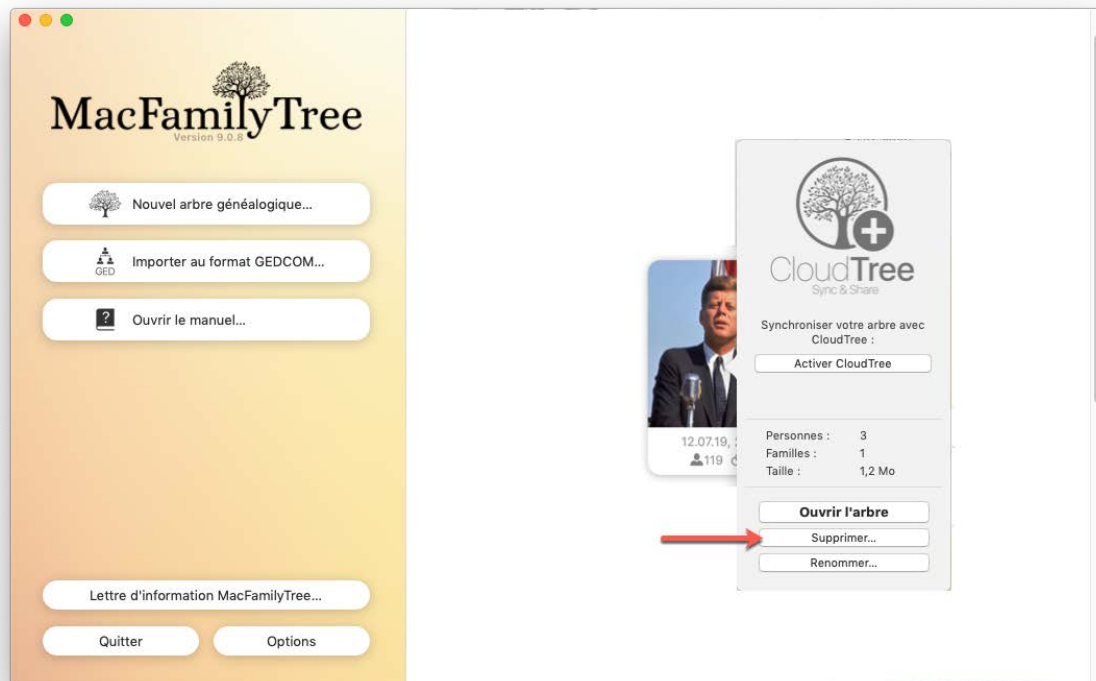 MacFamilyTree
Version 9.0.8
Nouvel arbre généalogique...
GED
Importer au format GEDCOM...
?
Ouvrir le manuel...
Lettre d'information MacFamilyTree...
Quitter
Options
12.07.19,
119
CloudTree
Sync & Share
Synchroniser votre arbre avec
CloudTree :
Activer CloudTree
Personnes : 3
Familles : 1
Taille : 1,2 Mo
Ouvrir l'arbre
Supprimer...
Renommer...